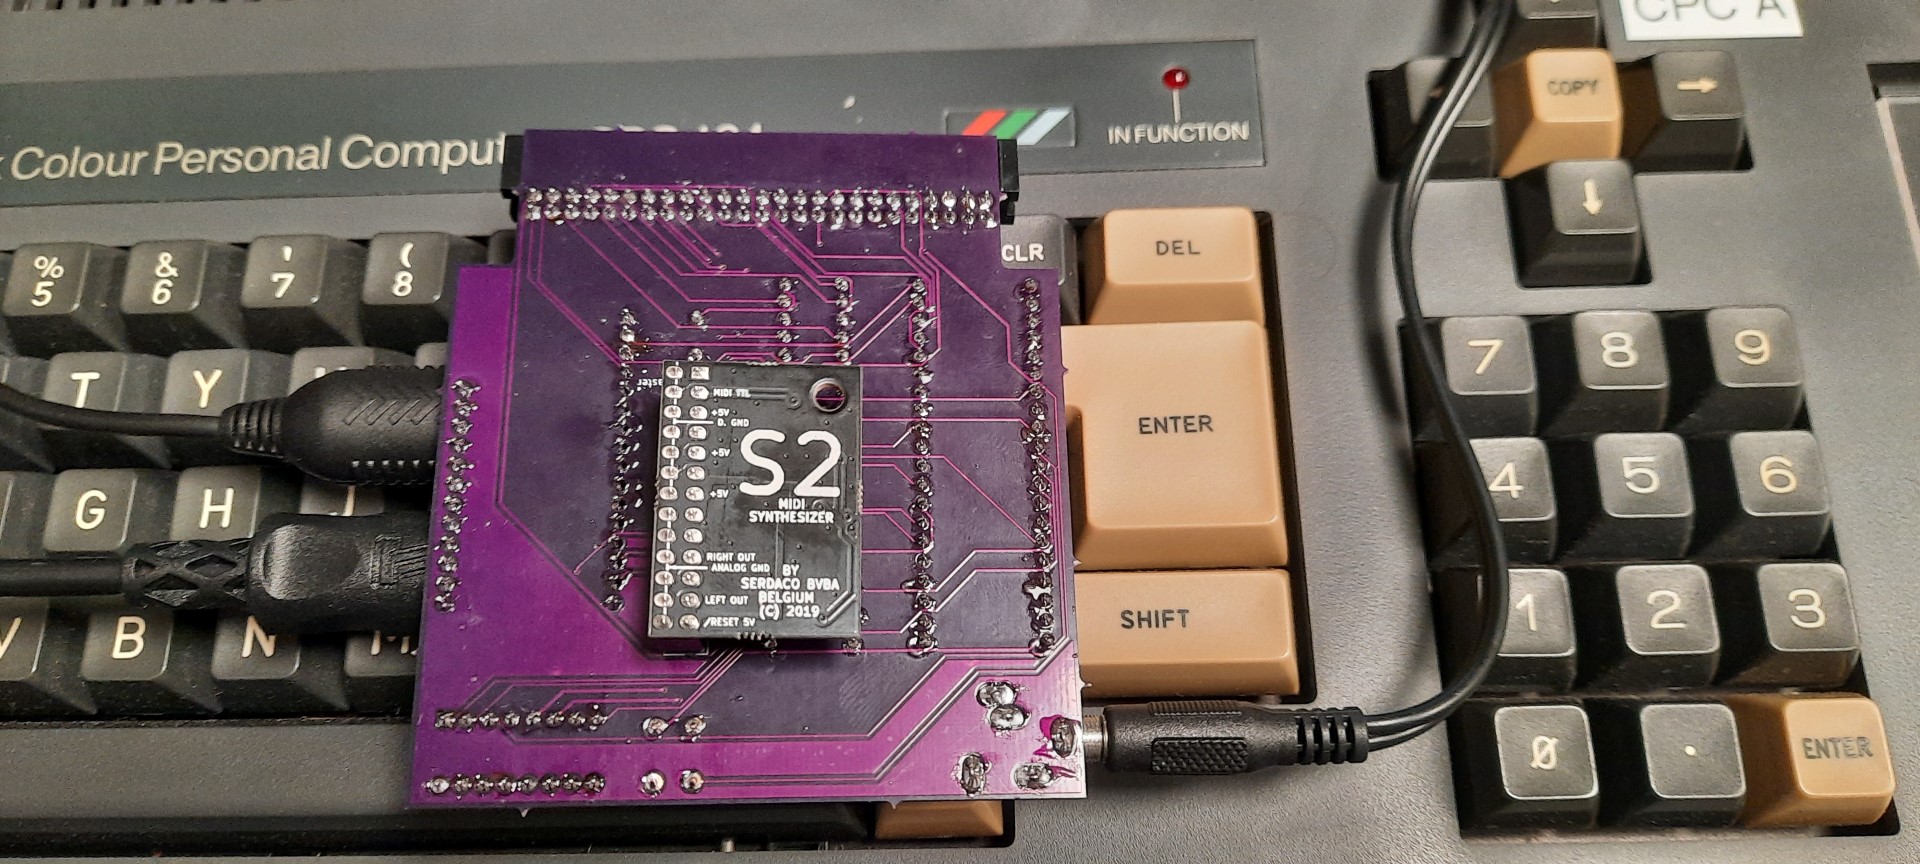 CPC A
COPY
→
IN FUNCTION
Colour Personal Comput
↓
CLR
DEL
%
5
&
6
'
7
(
8
7
8
9
T
Y
ENTER
MIDI TTL
+5V
D. GND
+5V
+5V
S2
MIDI
SYNTHESIZER
RIGHT OUT
ANALOG GND
BY
SERDACO BVBA
BELGIUM
(C) 2019
LEFT OUT
/RESET 5V
4
5
6
G
H
SHIFT
1
2
3
V
B
N
M
0
.
ENTER